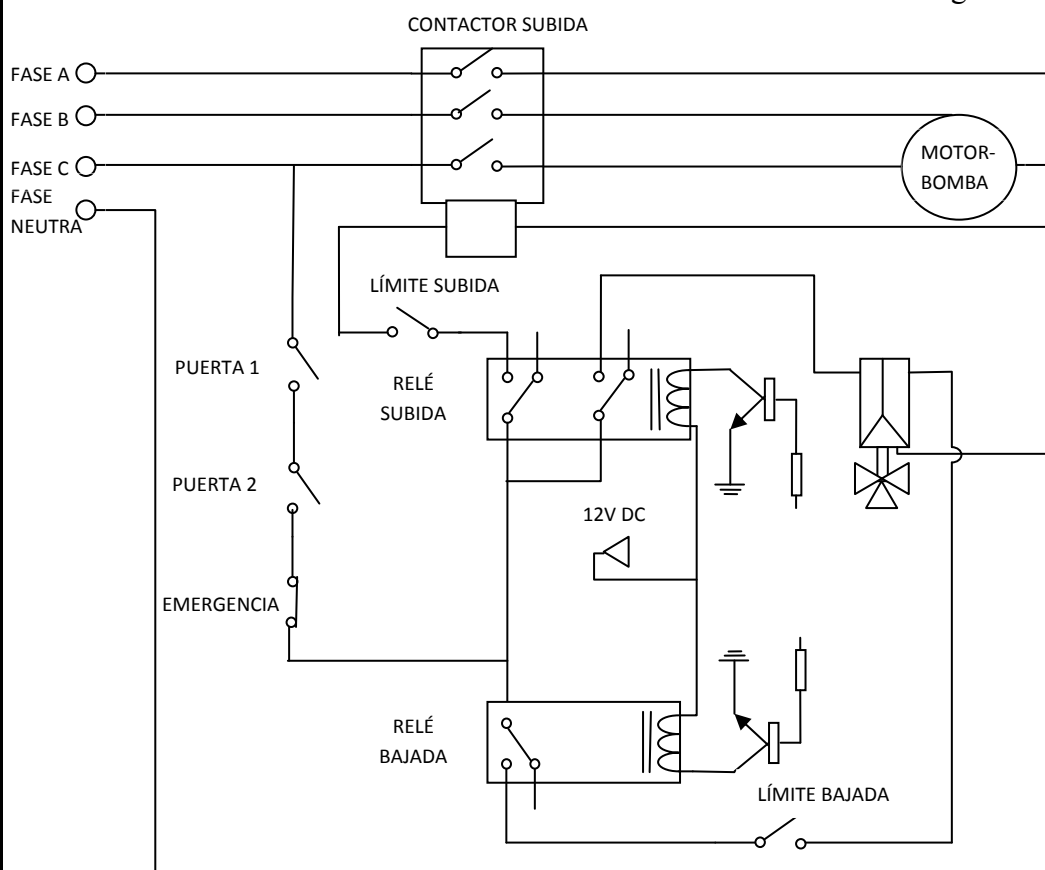 CONTACTOR SUBIDA
FASE A
FASE B
FASE C
FASE
NEUTRA
MOTOR-
BOMBA
LÍMITE SUBIDA
PUERTA 1
RELÉ
SUBIDA
PUERTA 2
12V DC
EMERGENCIA
RELÉ
BAJADA
LÍMITE BAJADA